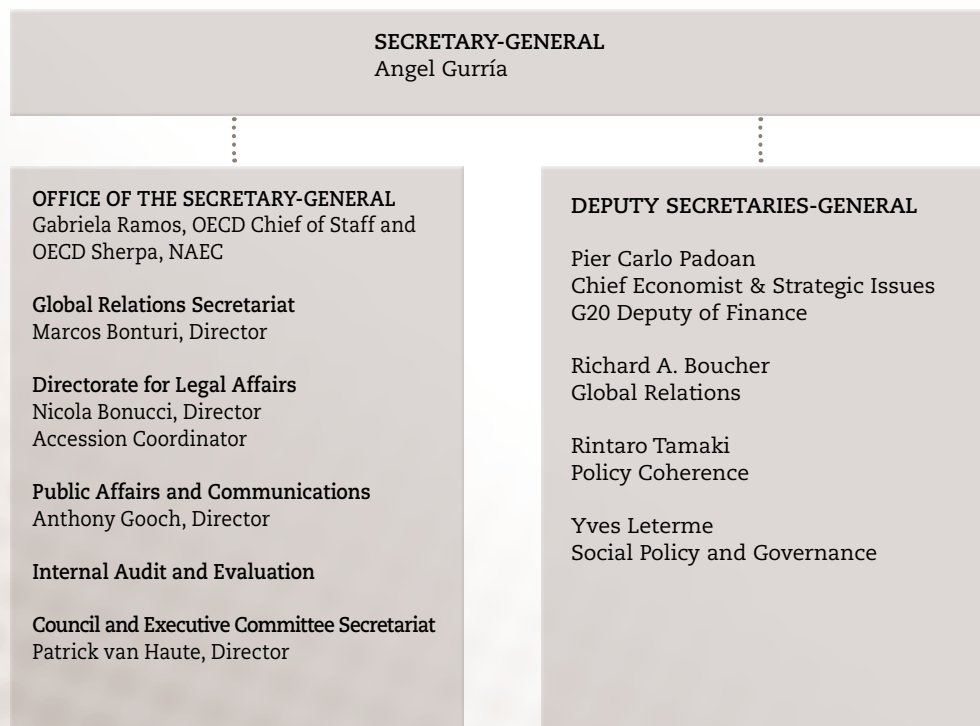 SECRETARY-GENERAL
Angel Gurría
OFFICE OF THE SECRETARY-GENERAL
Gabriela Ramos, OECD Chief of Staff and
OECD Sherpa, NAEC
Global Relations Secretariat
Marcos Bonturi, Director
Directorate for Legal Affairs
Nicola Bonucci, Director
Accession Coordinator
Public Affairs and Communications
Anthony Gooch, Director
Internal Audit and Evaluation
Council and Executive Committee Secretariat
Patrick van Haute, Director
DEPUTY SECRETARIES-GENERAL
Pier Carlo Padoan
Chief Economist & Strategic Issues
G20 Deputy of Finance
Richard A. Boucher
Global Relations
Rintaro Tamaki
Policy Coherence
Yves Leterme
Social Policy and Governance